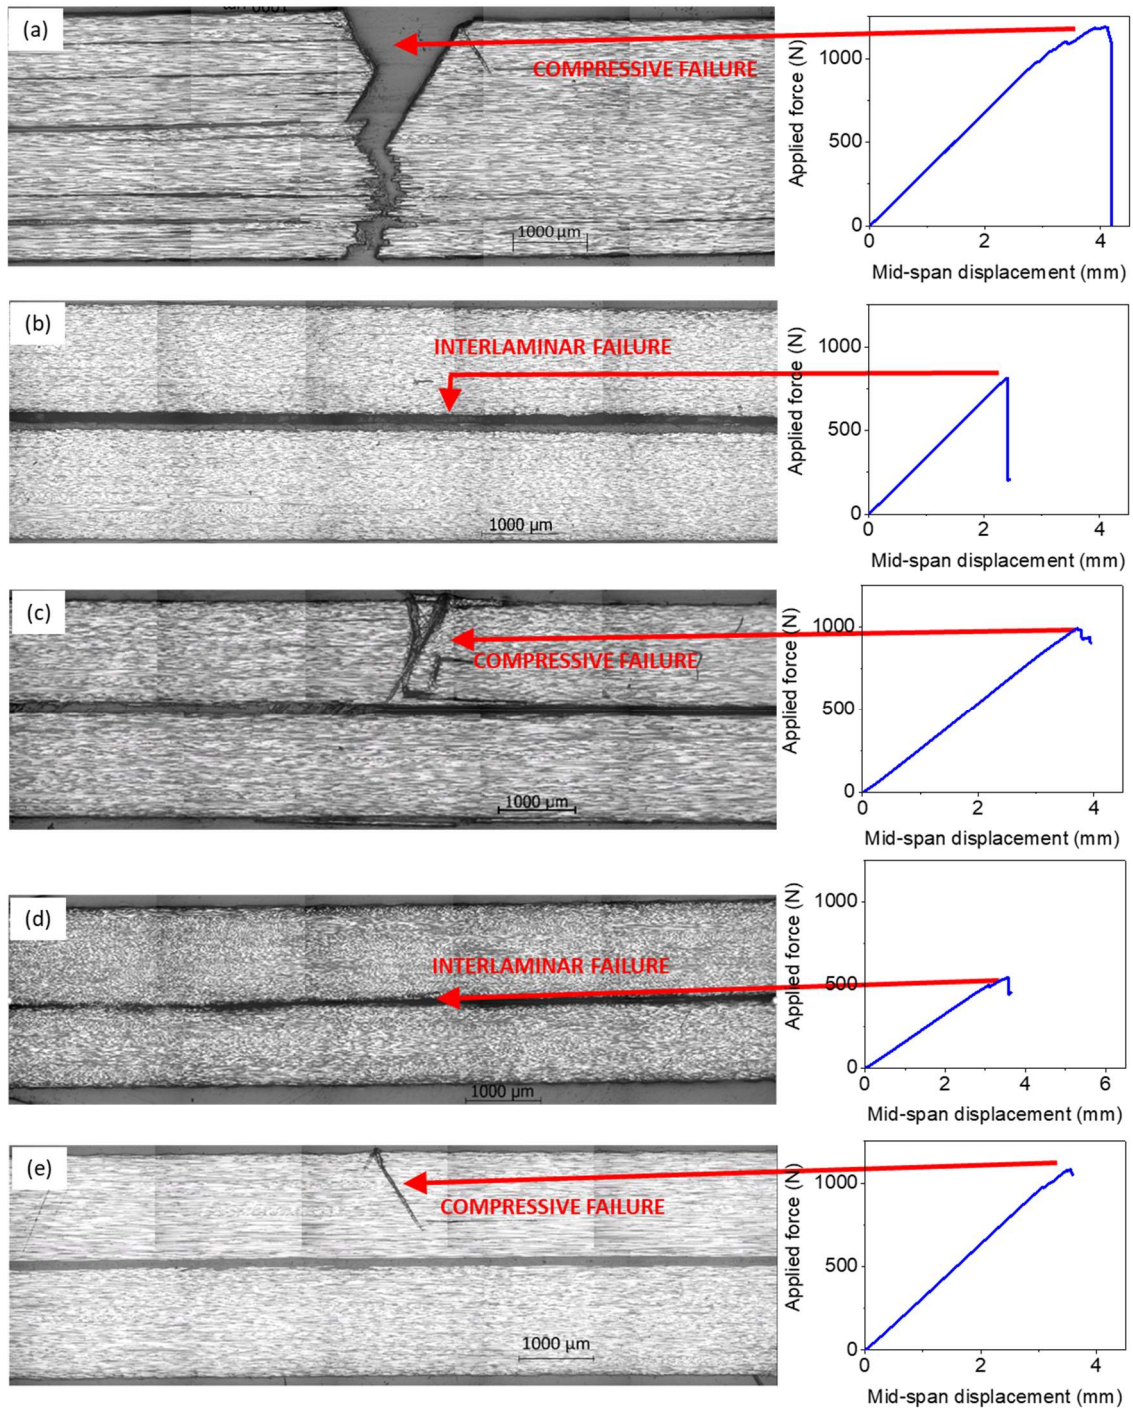 (a)
COMPRESSIVE FAILURE
1000 µm
Applied force (N)
1000
500
0
0 2 4
Mid-span displacement (mm)
(b)
INTERLAMINAR FAILURE
1000 µm
Applied force (N)
1000
500
0
0 2 4
Mid-span displacement (mm)
(c)
COMPRESSIVE FAILURE
1000 µm
Applied force (N)
1000
500
0
0 2 4
Mid-span displacement (mm)
(d)
INTERLAMINAR FAILURE
1000 µm
Applied force (N)
1000
500
0
0 2 4 6
Mid-span displacement (mm)
(e)
COMPRESSIVE FAILURE
1000 µm
Applied force (N)
1000
500
0
0 2 4
Mid-span displacement (mm)